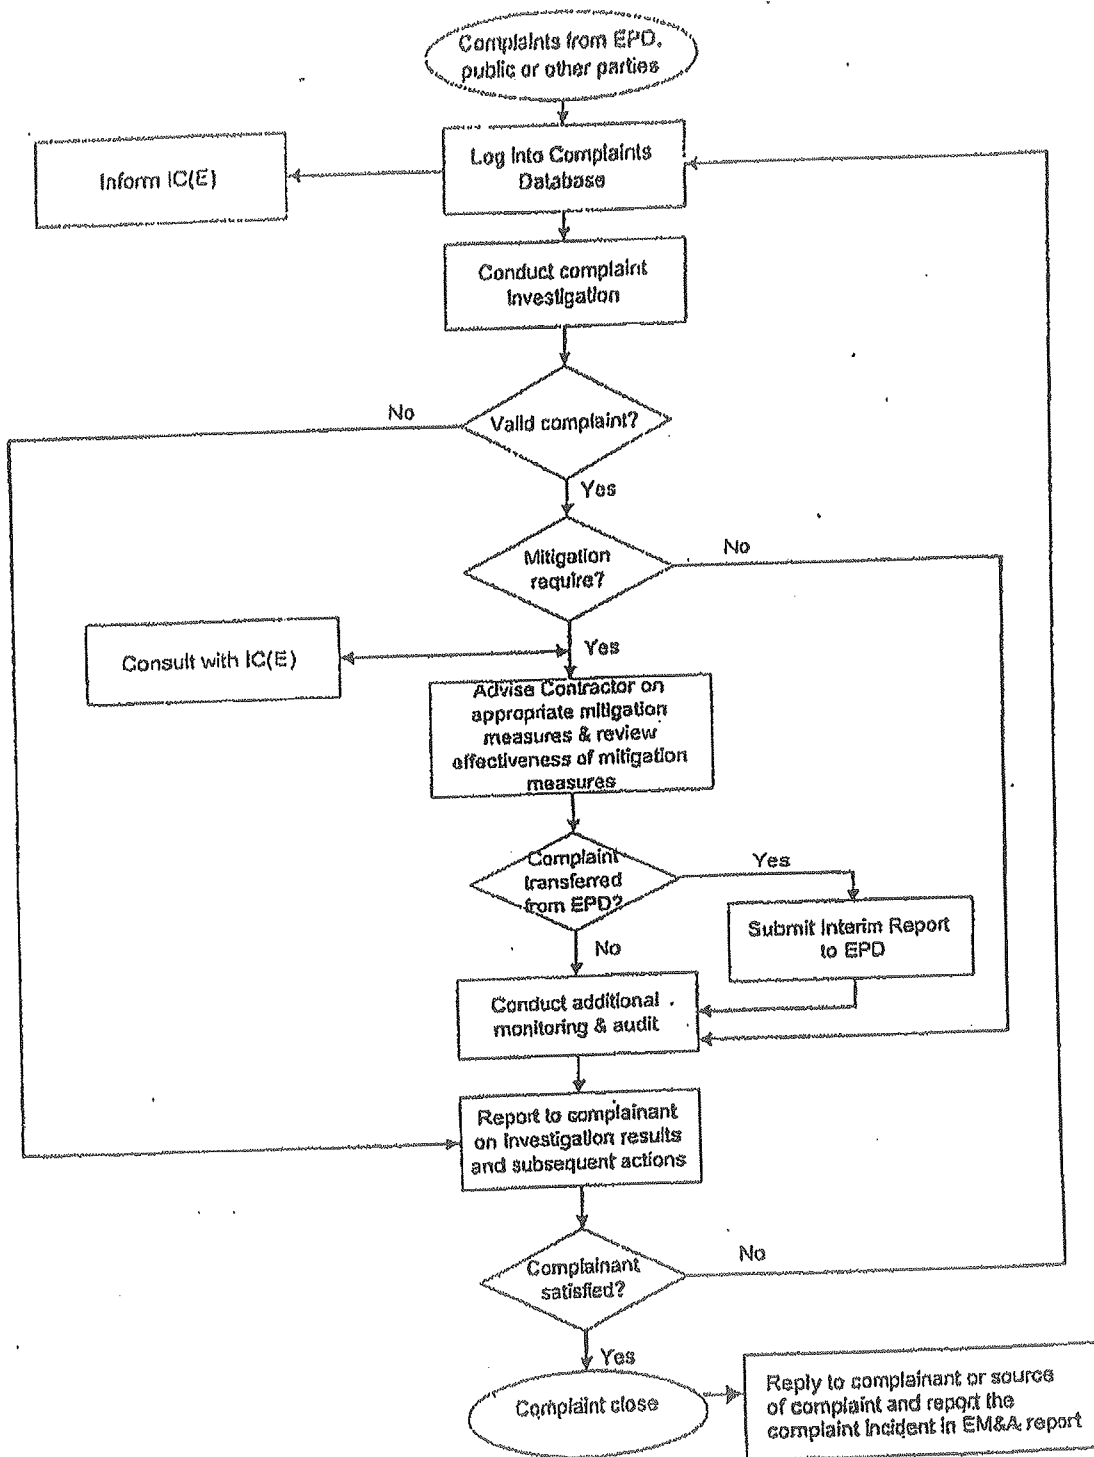 Complaints from EPD,
public or other parties
Log into Complaints
Database
Inform IC(E)
Conduct complaint
Investigation
Valid complaint?
No
Yes
Mitigation
require?
No
Yes
Consult with IC(E)
Advise Contractor on
appropriate mitigation
measures & review
effectiveness of mitigation
measures
Complaint
transferred
from EPD?
Yes
Submit Interim Report
to EPD
No
Conduct additional
monitoring & audit
Report to complainant
on investigation results
and subsequent actions
Complainant
satisfied?
No
Yes
Complaint close
Reply to complainant or source
of complaint and report the
complaint incident in EM&A report